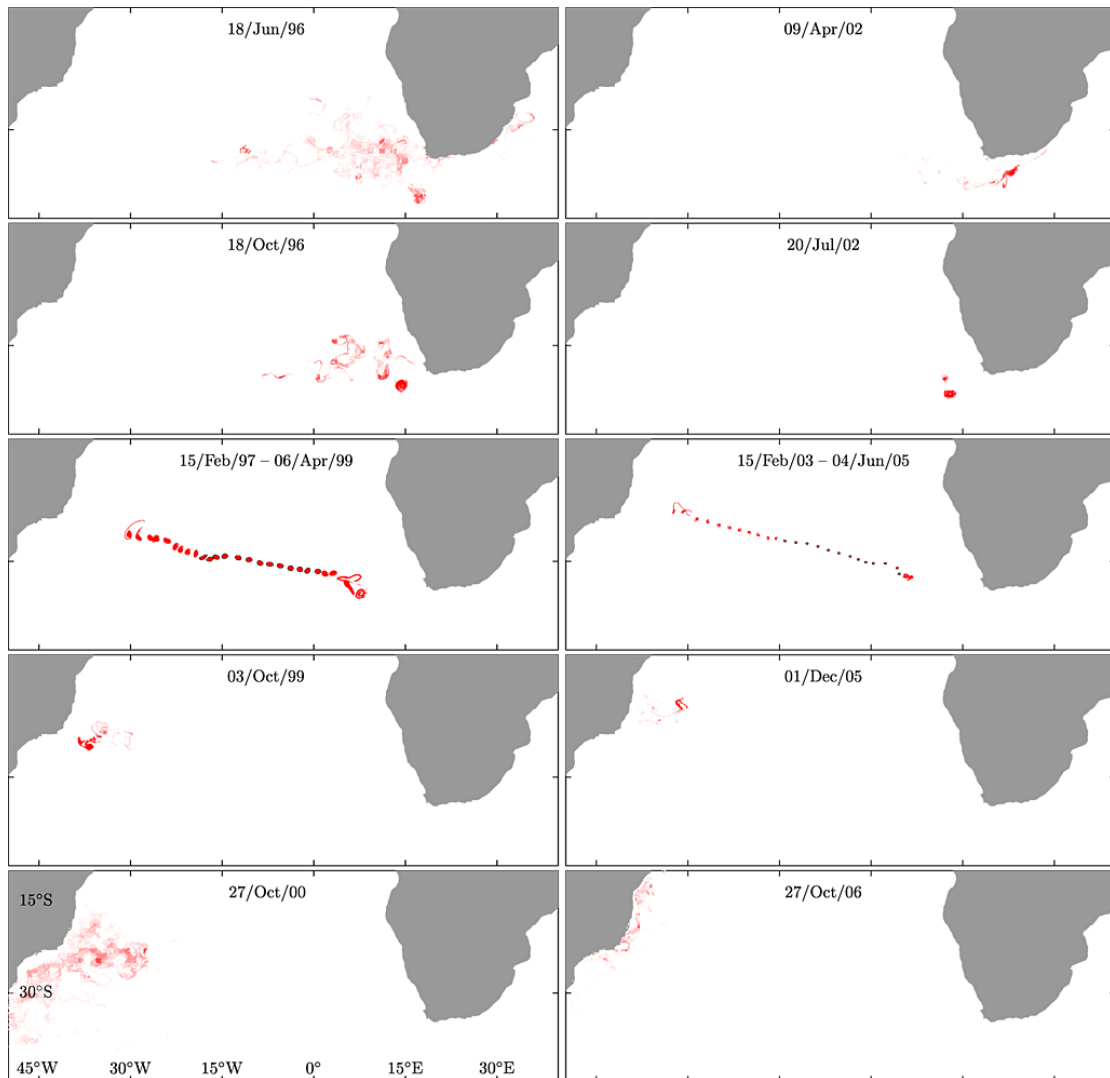 18/Jun/96
09/Apr/02
18/Oct/96
20/Jul/02
15/Feb/97 – 06/Apr/99
15/Feb/03 – 04/Jun/05
03/Oct/99
01/Dec/05
27/Oct/00
27/Oct/06
15°S
30°S
45°W 30°W 15°W 0° 15°E 30°E